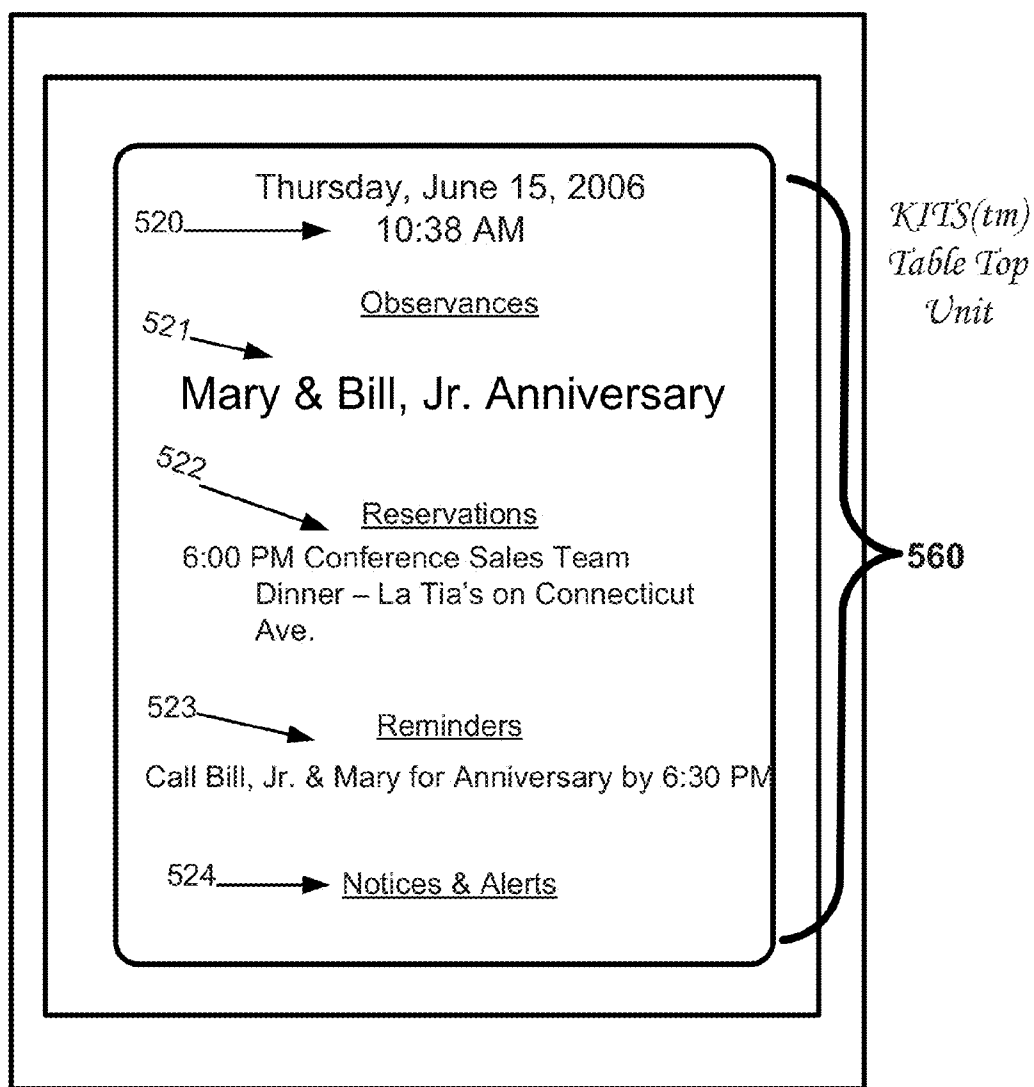 Thursday, June 15, 2006
520 10:38 AM
KITS(tm)
Table Top
Unit
Observances
521
Mary & Bill, Jr. Anniversary
522
Reservations
6:00 PM Conference Sales Team
Dinner – La Tia's on Connecticut
Ave.
560
523
Reminders
Call Bill, Jr. & Mary for Anniversary by 6:30 PM
524 Notices & Alerts